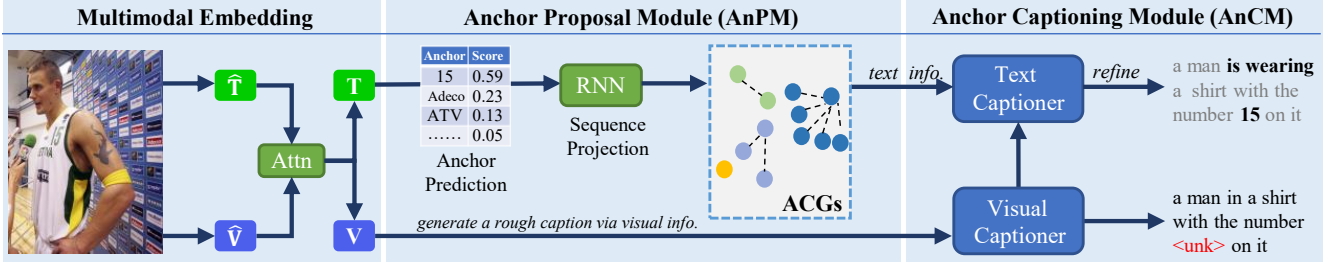 Multimodal Embedding
Anchor Proposal Module (AnPM)
Anchor Captioning Module (AnCM)
T̂
V̂
Attn
T
V
Anchor Score
15 0.59
Adeco 0.23
ATV 0.13
...... 0.05
Anchor
Prediction
RNN
Sequence
Projection
ACGs
generate a rough caption via visual info.
text info.
Text
Captioner
refine
a man is wearing
a shirt with the
number 15 on it
Visual
Captioner
a man in a shirt
with the number
<unk> on it